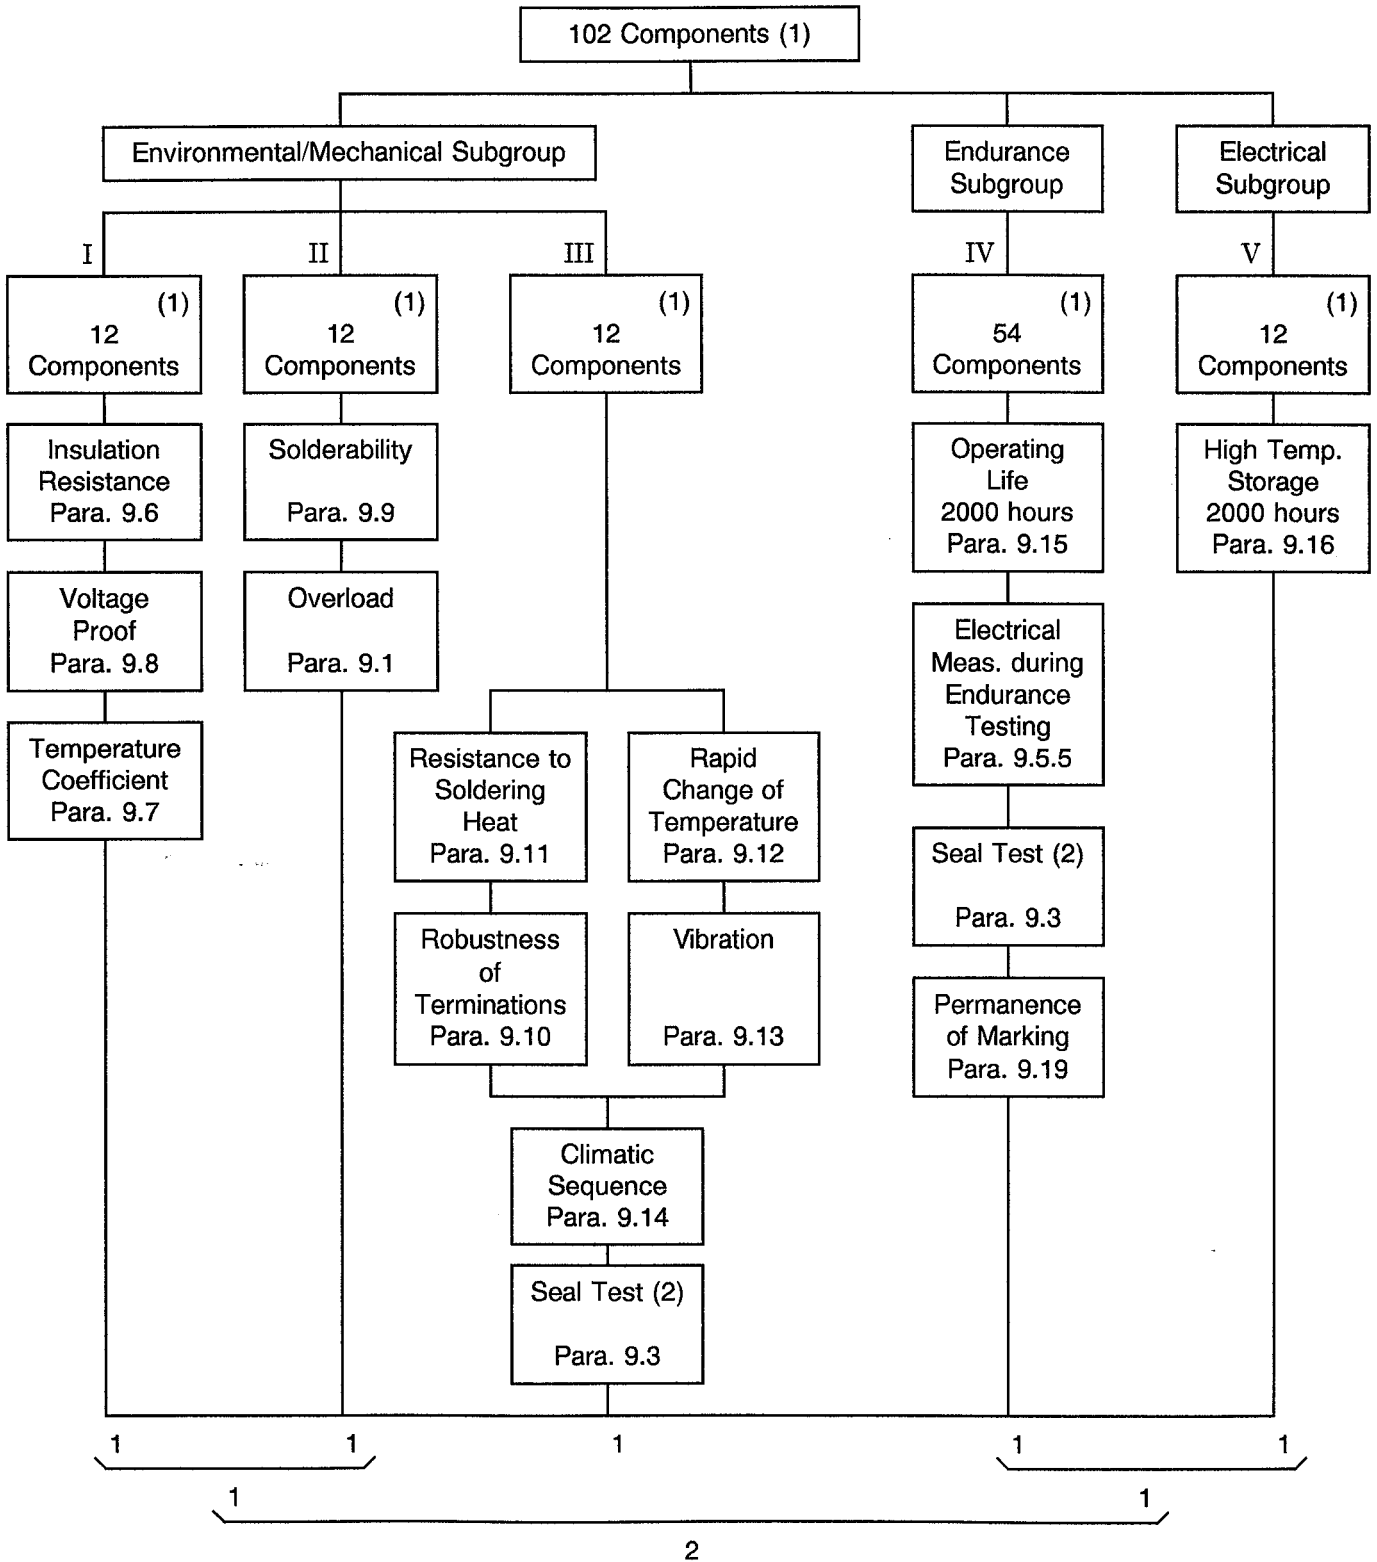 102 Components (1)
Environmental/Mechanical Subgroup
Endurance
Subgroup
Electrical
Subgroup
I
II
III
IV
V
(1)
12
Components
(1)
12
Components
(1)
12
Components
(1)
54
Components
(1)
12
Components
Insulation
Resistance
Para. 9.6
Solderability
Para. 9.9
Operating
Life
2000 hours
Para. 9.15
High Temp.
Storage
2000 hours
Para. 9.16
Voltage
Proof
Para. 9.8
Overload
Para. 9.1
Electrical
Meas. during
Endurance
Testing
Para. 9.5.5
Temperature
Coefficient
Para. 9.7
Resistance to
Soldering
Heat
Para. 9.11
Rapid
Change of
Temperature
Para. 9.12
Seal Test (2)
Para. 9.3
Robustness
of
Terminations
Para. 9.10
Vibration
Para. 9.13
Permanence
of Marking
Para. 9.19
Climatic
Sequence
Para. 9.14
Seal Test (2)
Para. 9.3
1
1
1
1
1
1
1
2